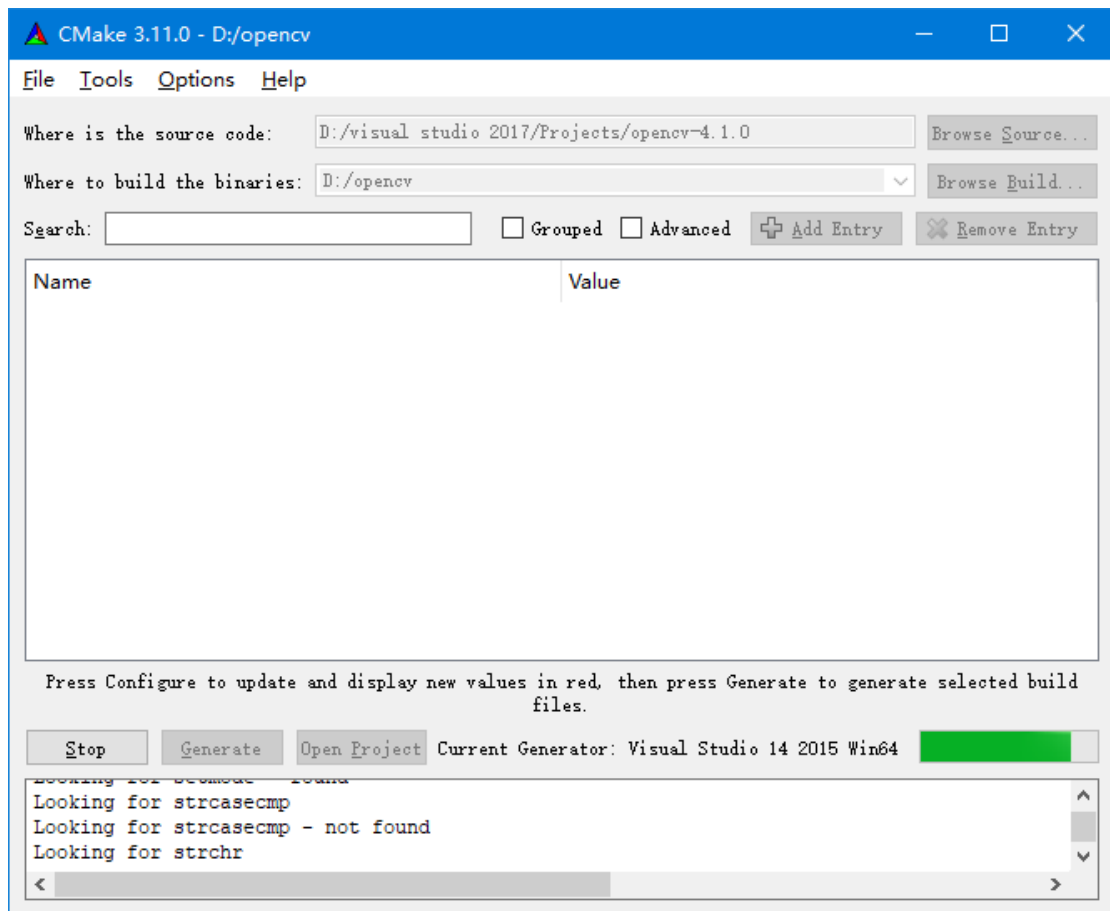 CMake 3.11.0 - D:/opencv
File Tools Options Help
Where is the source code: D:/visual studio 2017/Projects/opencv-4.1.0 Browse Source...
Where to build the binaries: D:/opencv Browse Build...
Search: Grouped Advanced Add Entry Remove Entry
Name Value
Press Configure to update and display new values in red, then press Generate to generate selected build
files.
Stop Generate Open Project Current Generator: Visual Studio 14 2015 Win64
Looking for setmode - found
Looking for strcasecmp
Looking for strcasecmp - not found
Looking for strchr